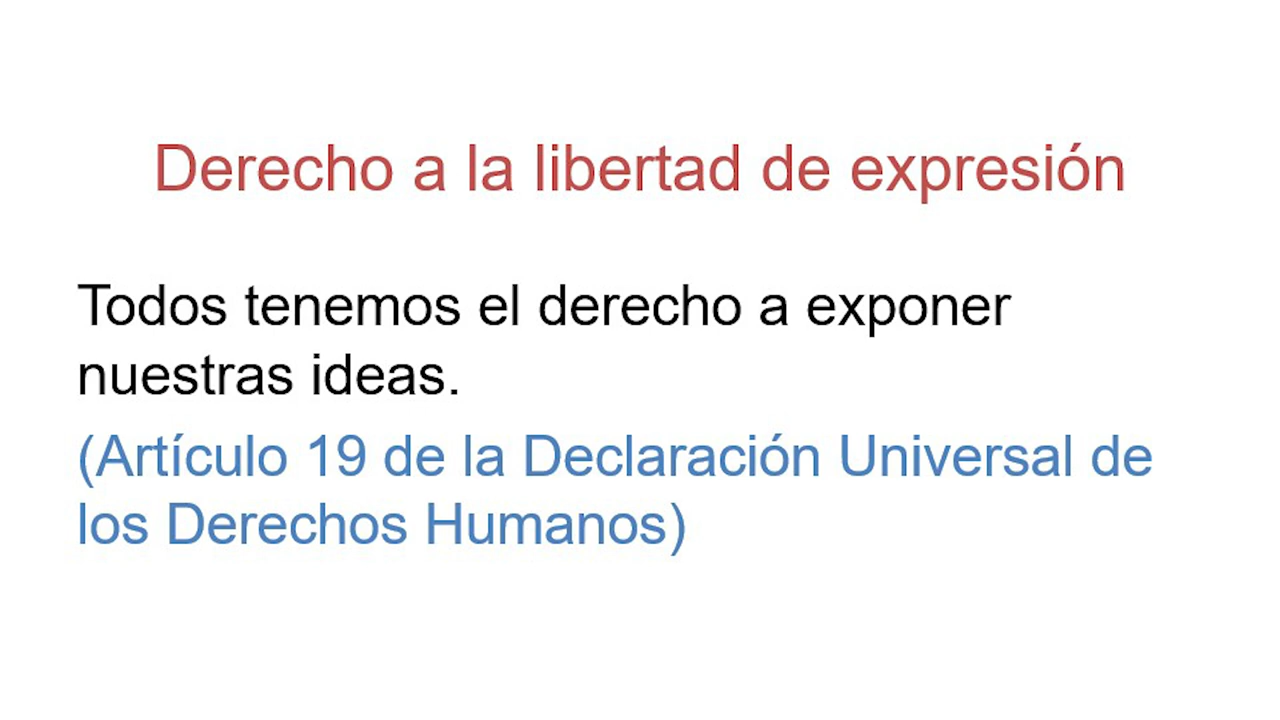 Derecho a la libertad de expresión
Todos tenemos el derecho a exponer
nuestras ideas.
(Artículo 19 de la Declaración Universal de
los Derechos Humanos)